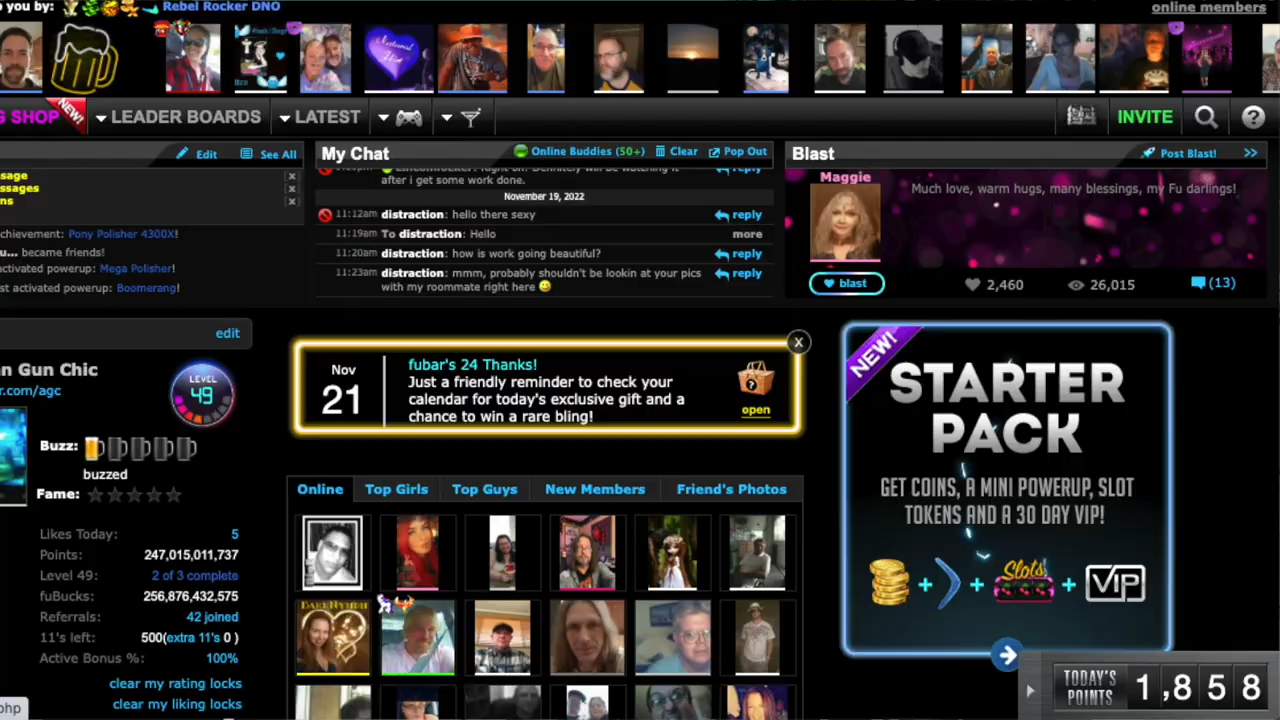 o you by:
Rebel Rocker DNO
online members
G SHOP
NEW!
LEADER BOARDS
LATEST
INVITE
?
Edit
See All
ssage
essages
ns
x
x
x
chievement: Pony Polisher 4300X!
u... became friends!
activated powerup: Mega Polisher!
st activated powerup: Boomerang!
My Chat
Online Buddies (50+)
Clear
Pop Out
after i get some work done.
reply
November 19, 2022
11:12am distraction: hello there sexy
reply
11:19am To distraction: Hello
more
11:20am distraction: how is work going beautiful?
reply
11:23am distraction: mmm, probably shouldn't be lookin at your pics
with my roommate right here
reply
Blast
Post Blast!
>>
Maggie
Much love, warm hugs, many blessings, my Fu darlings!
blast
2,460
26,015
(13)
edit
n Gun Chic
r.com/agc
LEVEL
49
Buzz:
buzzed
Fame:
Likes Today: 5
Points: 247,015,011,737
Level 49: 2 of 3 complete
fuBucks: 256,876,432,575
Referrals: 42 joined
11's left: 500(extra 11's 0 )
Active Bonus %: 100%
clear my rating locks
clear my liking locks
php
X
Nov
21
fubar's 24 Thanks!
Just a friendly reminder to check your
calendar for today's exclusive gift and a
chance to win a rare bling!
?
open
Online
Top Girls
Top Guys
New Members
Friend's Photos
DarkNymph
NEW!
STARTER
PACK
GET COINS, A MINI POWERUP, SLOT
TOKENS AND A 30 DAY VIP!
+ + Slots + VIP
TODAY'S
POINTS
1,858